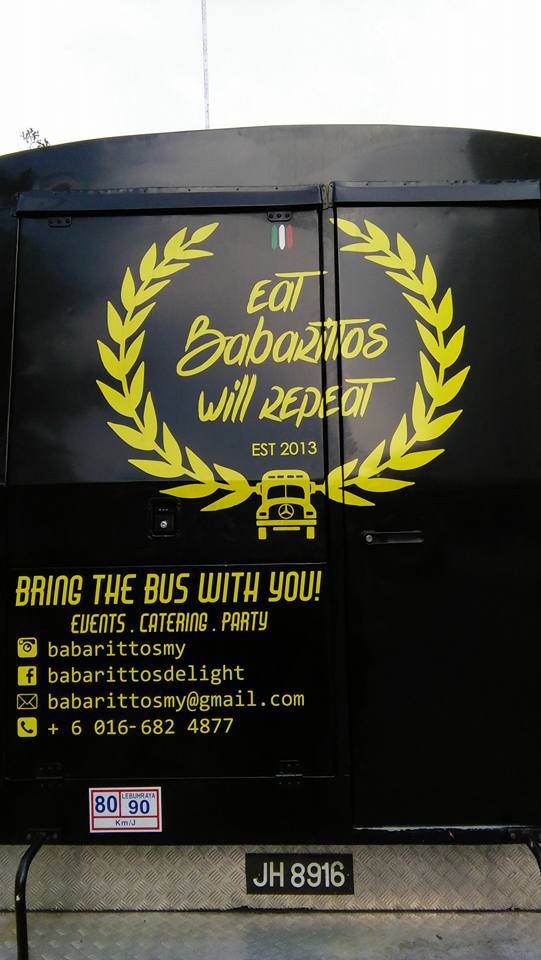 EAT
BABARITTOS
WILL REPEAT
EST 2013
BRING THE BUS WITH YOU!
EVENTS . CATERING . PARTY
babarittosmy
babarittosdelight
babarittosmy@gmail.com
+ 6 016-682 4877
80 LEBUHRAYA 90
Km/J
JH 8916